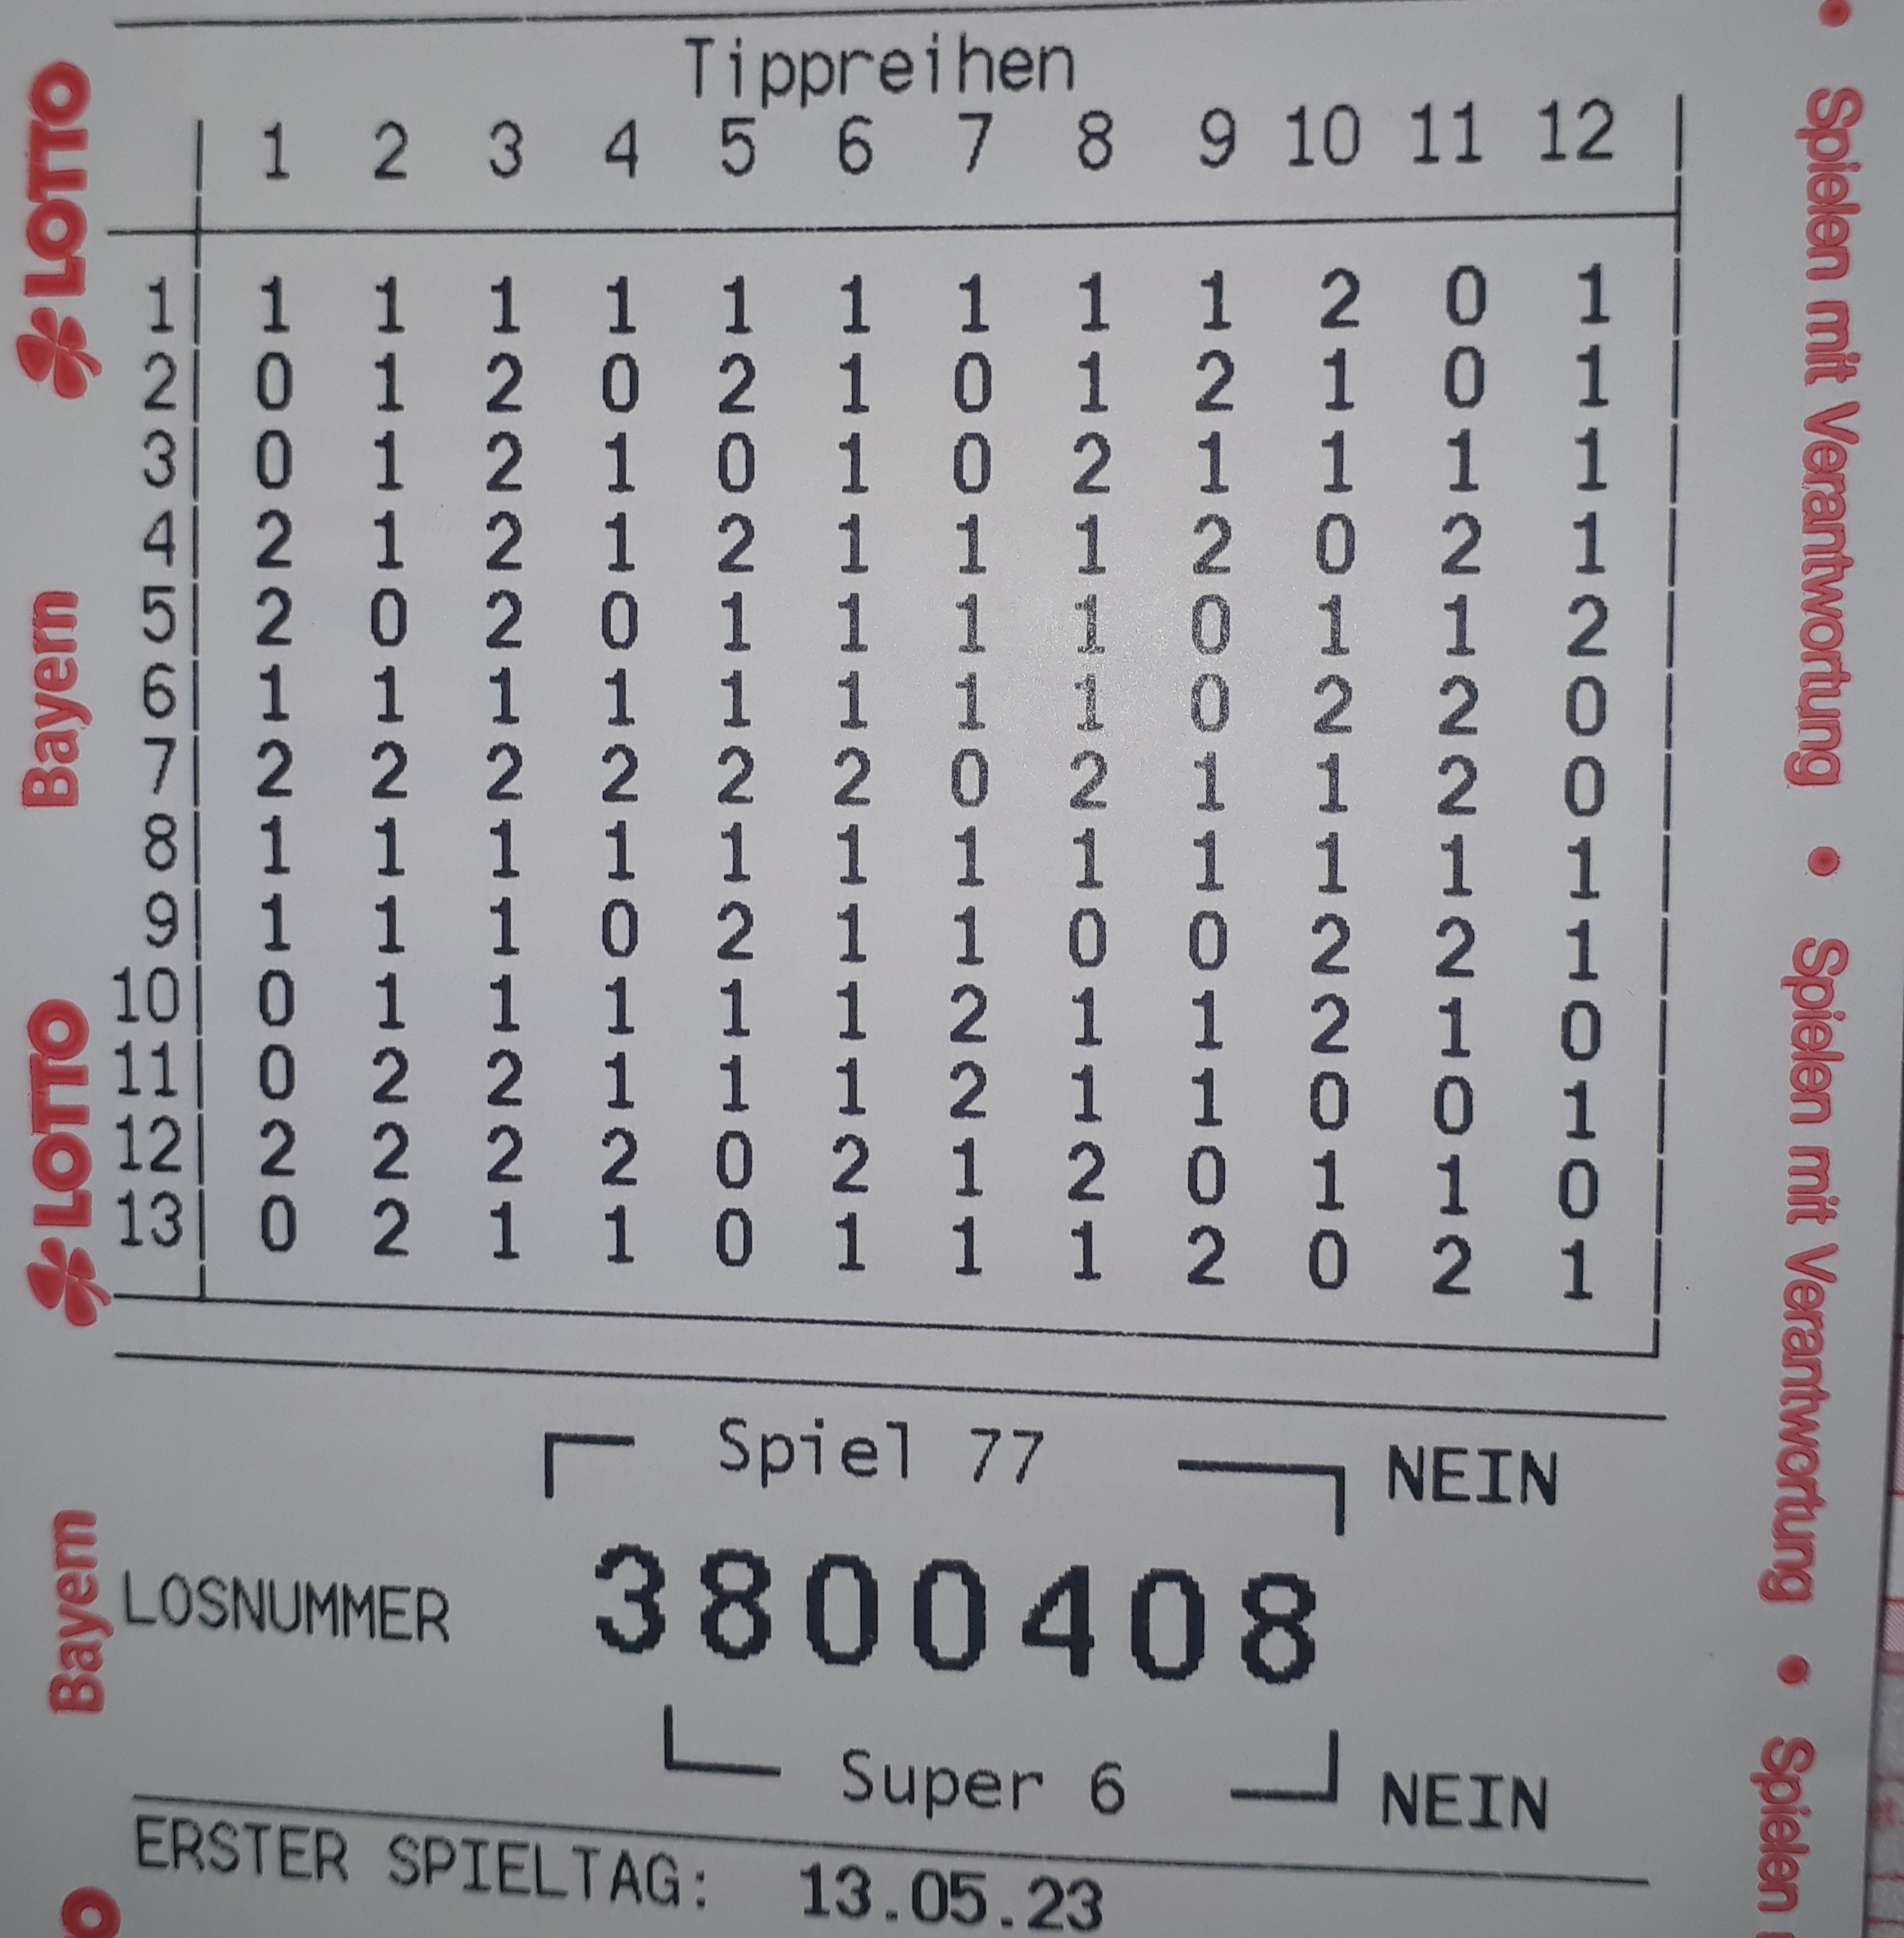 Tippreihen
1 2 3 4 5 6 7 8 9 10 11 12
1 1 1 1 1 1 1 1 1 1 2 0 1
2 0 1 2 0 2 1 0 1 2 1 0 1
3 0 1 2 1 0 1 0 2 1 1 1 1
4 2 1 2 1 2 1 1 1 2 0 2 1
5 2 0 2 0 1 1 1 1 0 1 1 2
6 1 1 1 1 1 1 1 1 0 2 2 0
7 2 2 2 2 2 2 0 2 1 1 2 0
8 1 1 1 1 1 1 1 1 1 1 1 1
9 1 1 1 0 2 1 1 0 0 2 2 1
10 0 1 1 1 1 1 2 1 1 2 1 0
11 0 2 2 1 1 1 2 1 1 0 0 1
12 2 2 2 2 0 2 1 2 0 1 1 0
13 0 2 1 1 0 1 1 1 2 0 2 1
Spiel 77 NEIN
LOSNUMMER 3800408
Super 6 NEIN
ERSTER SPIELTAG: 13.05.23
LOTTO
Bayern
LOTTO
Bayern
O
• Spielen mit Verantwortung • Spielen mit Verantwortung • Spielen